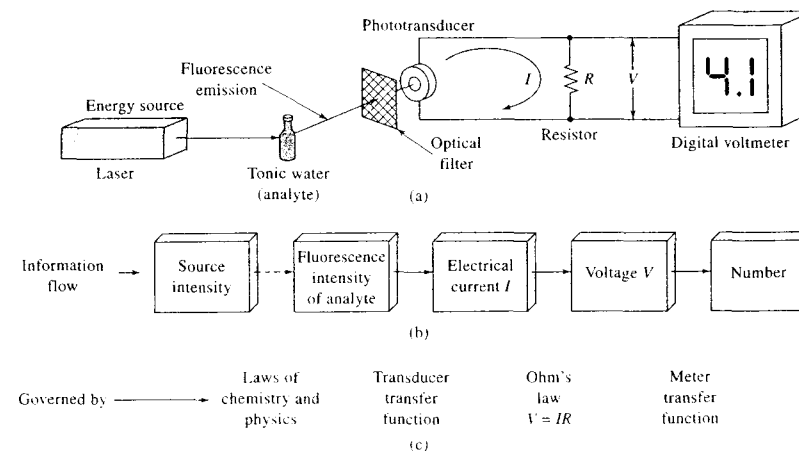 Phototransducer
Fluorescence
emission
Energy source
Laser
Tonic water
(analyte)
Optical
filter
I
R
V
Resistor
4.1
Digital voltmeter
(a)
Information
flow
Source
intensity
Fluorescence
intensity
of analyte
Electrical
current I
Voltage V
Number
(b)
Governed by
Laws of
chemistry and
physics
Transducer
transfer
function
Ohm's
law
V = IR
Meter
transfer
function
(c)